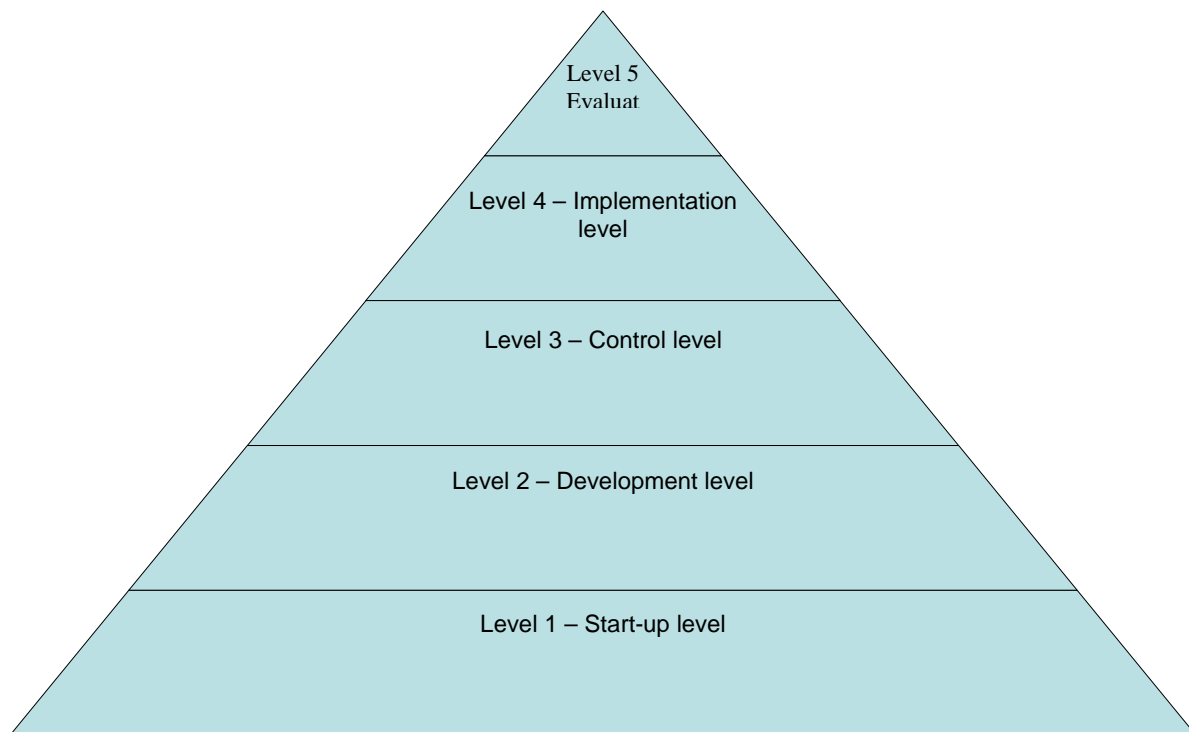 Level 5
Evaluat
Level 4 – Implementation
level
Level 3 – Control level
Level 2 – Development level
Level 1 – Start-up level